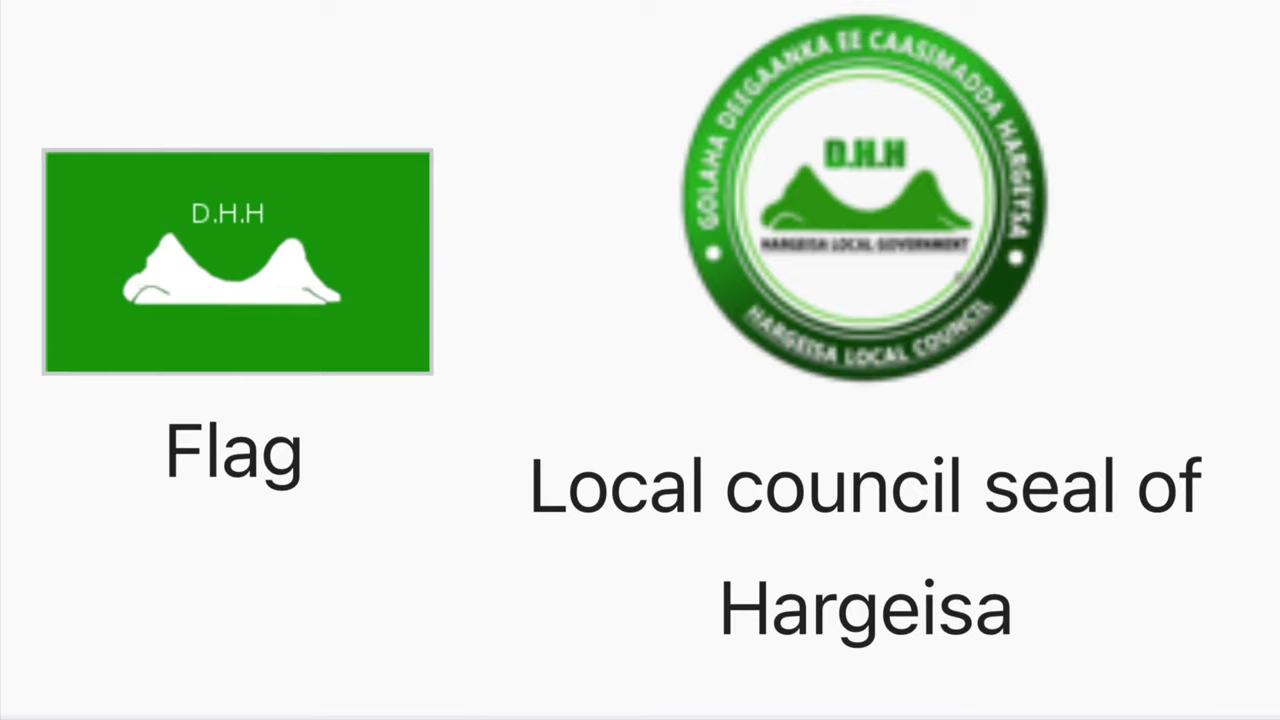 D.H.H
Flag
GOLAHA DEEGAANKA EE CAASIMADDA HARGEYSA
D.H.H
HARGEISA LOCAL GOVERNMENT
HARGEISA LOCAL COUNCIL
Local council seal of
Hargeisa